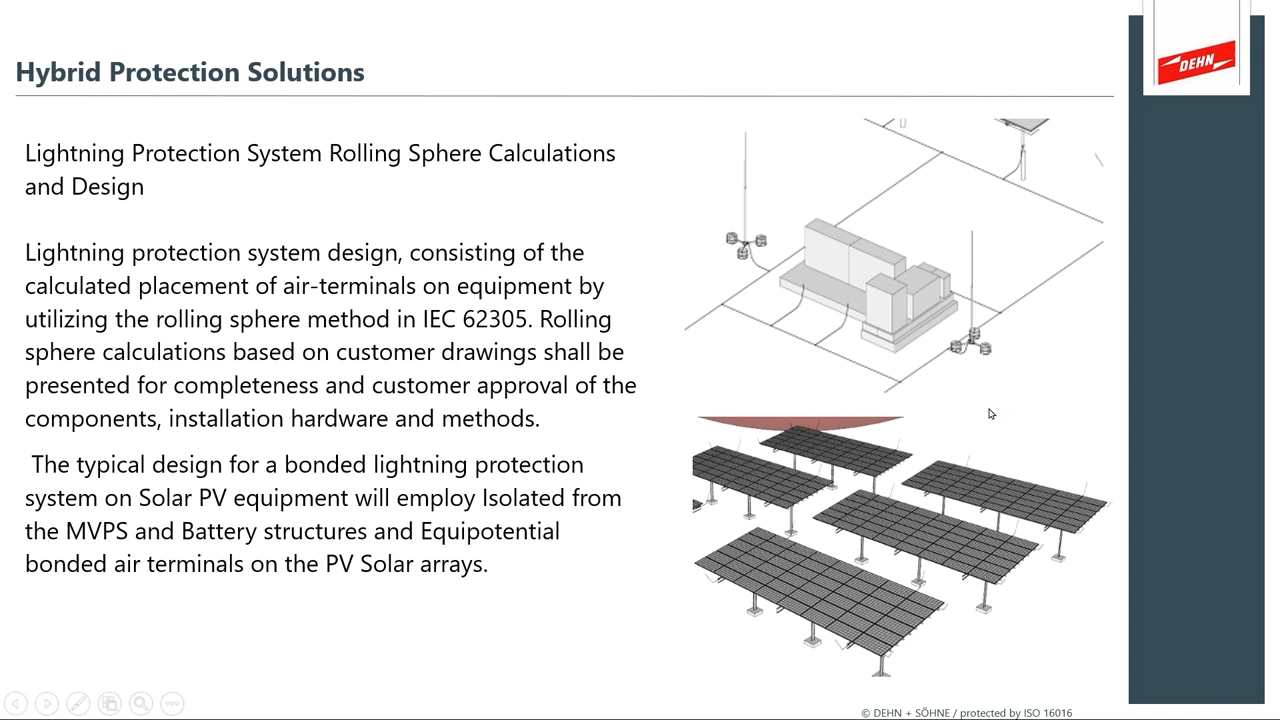 Hybrid Protection Solutions
DEHN
Lightning Protection System Rolling Sphere Calculations
and Design
Lightning protection system design, consisting of the
calculated placement of air-terminals on equipment by
utilizing the rolling sphere method in IEC 62305. Rolling
sphere calculations based on customer drawings shall be
presented for completeness and customer approval of the
components, installation hardware and methods.
The typical design for a bonded lightning protection
system on Solar PV equipment will employ Isolated from
the MVPS and Battery structures and Equipotential
bonded air terminals on the PV Solar arrays.
© DEHN + SÖHNE / protected by ISO 16016